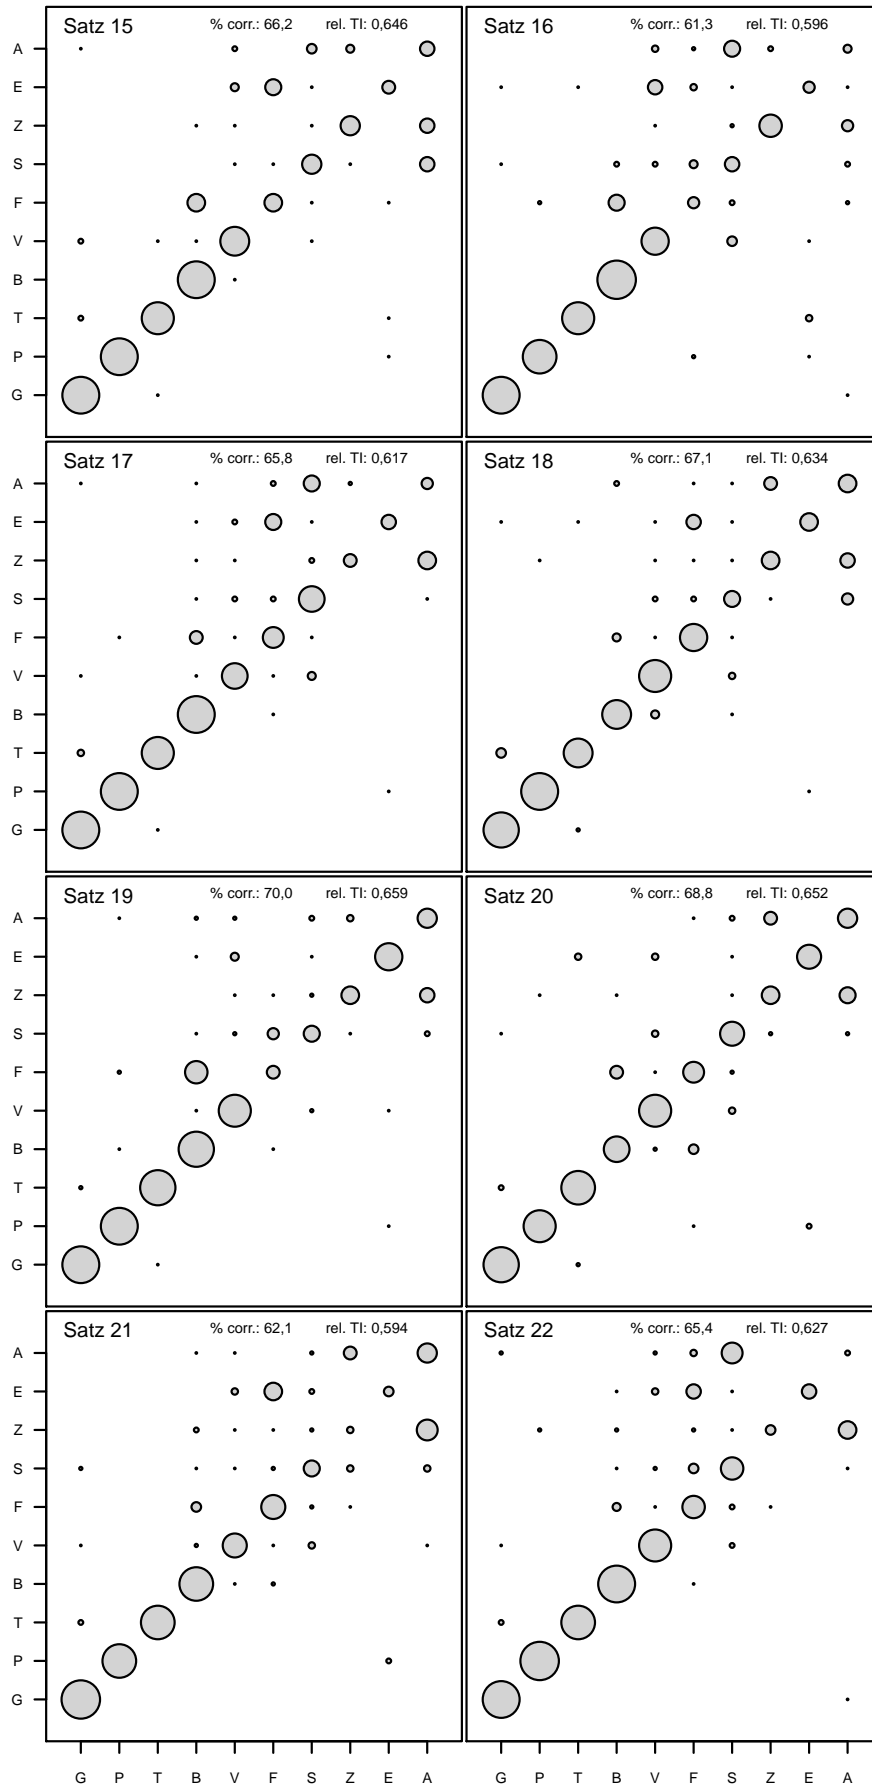 Satz 15 % corr.: 66,2 rel. TI: 0,646
Satz 16 % corr.: 61,3 rel. TI: 0,596
A
E
Z
S
F
V
B
T
P
G
Satz 17 % corr.: 65,8 rel. TI: 0,617
Satz 18 % corr.: 67,1 rel. TI: 0,634
A
E
Z
S
F
V
B
T
P
G
Satz 19 % corr.: 70,0 rel. TI: 0,659
Satz 20 % corr.: 68,8 rel. TI: 0,652
A
E
Z
S
F
V
B
T
P
G
Satz 21 % corr.: 62,1 rel. TI: 0,594
Satz 22 % corr.: 65,4 rel. TI: 0,627
A
E
Z
S
F
V
B
T
P
G
G P T B V F S Z E A
G P T B V F S Z E A